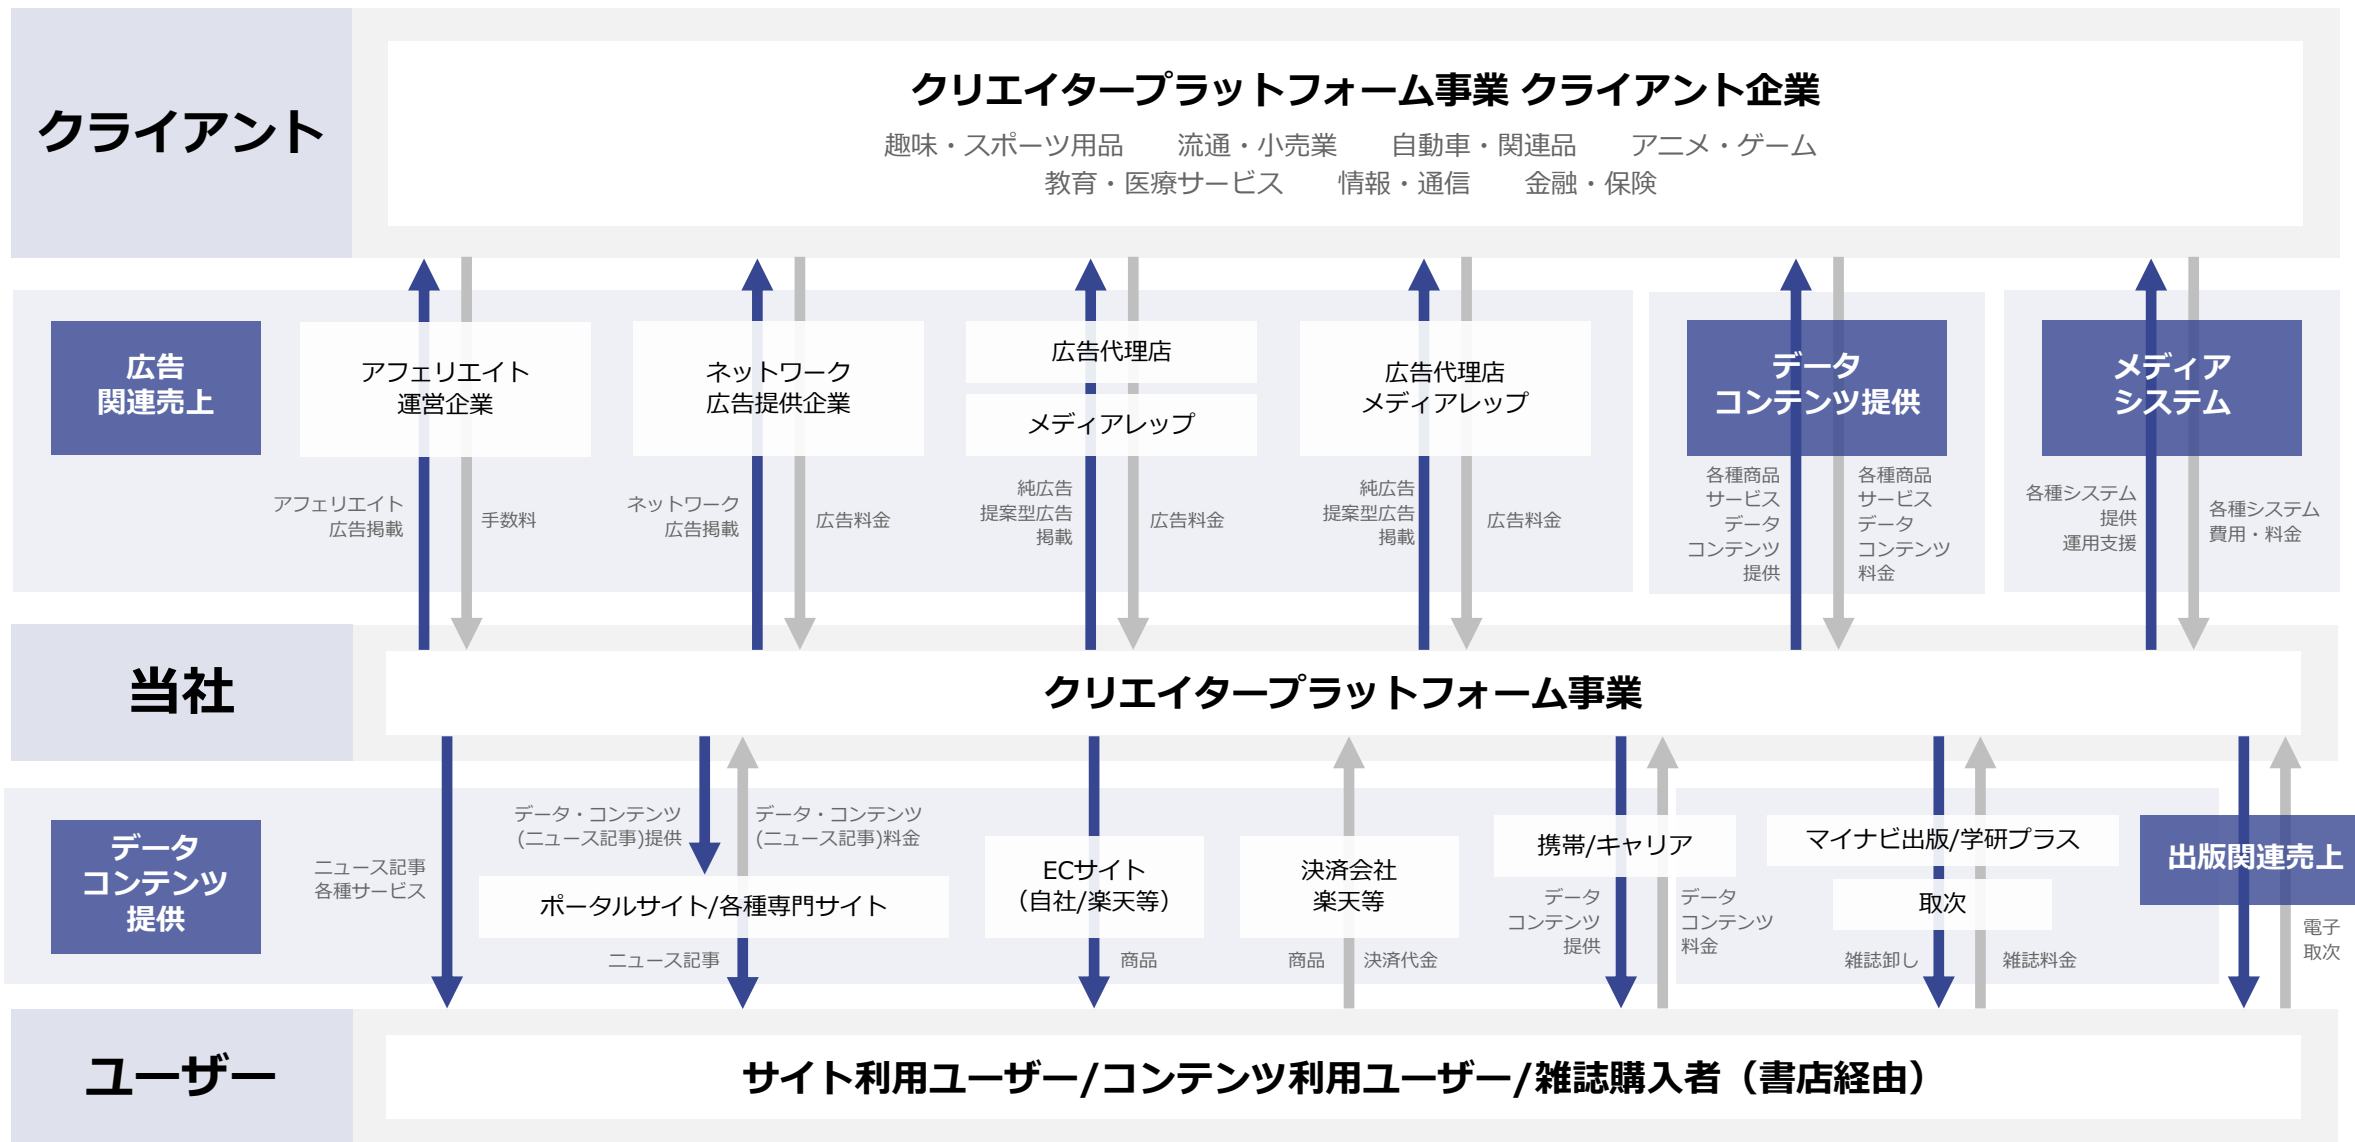 クライアント
クリエイタープラットフォーム事業 クライアント企業
趣味・スポーツ用品　　流通・小売業　　自動車・関連品　　アニメ・ゲーム
教育・医療サービス　　情報・通信　　金融・保険
広告
関連売上
アフェリエイト
運営企業
アフェリエイト
広告掲載
手数料
ネットワーク
広告提供企業
ネットワーク
広告掲載
広告料金
広告代理店
メディアレップ
純広告
提案型広告
掲載
広告料金
広告代理店
メディアレップ
純広告
提案型広告
掲載
広告料金
データ
コンテンツ提供
各種商品
サービス
データ
コンテンツ
提供
各種商品
サービス
データ
コンテンツ
料金
メディア
システム
各種システム
提供
運用支援
各種システム
費用・料金
当社
クリエイタープラットフォーム事業
データ
コンテンツ
提供
ニュース記事
各種サービス
データ・コンテンツ
(ニュース記事)提供
データ・コンテンツ
(ニュース記事)料金
ポータルサイト/各種専門サイト
ニュース記事
ECサイト
（自社/楽天等）
商品
決済会社
楽天等
商品
決済代金
携帯/キャリア
データ
コンテンツ
提供
データ
コンテンツ
料金
マイナビ出版/学研プラス
取次
雑誌卸し
雑誌料金
出版関連売上
電子
取次
ユーザー
サイト利用ユーザー/コンテンツ利用ユーザー/雑誌購入者（書店経由）